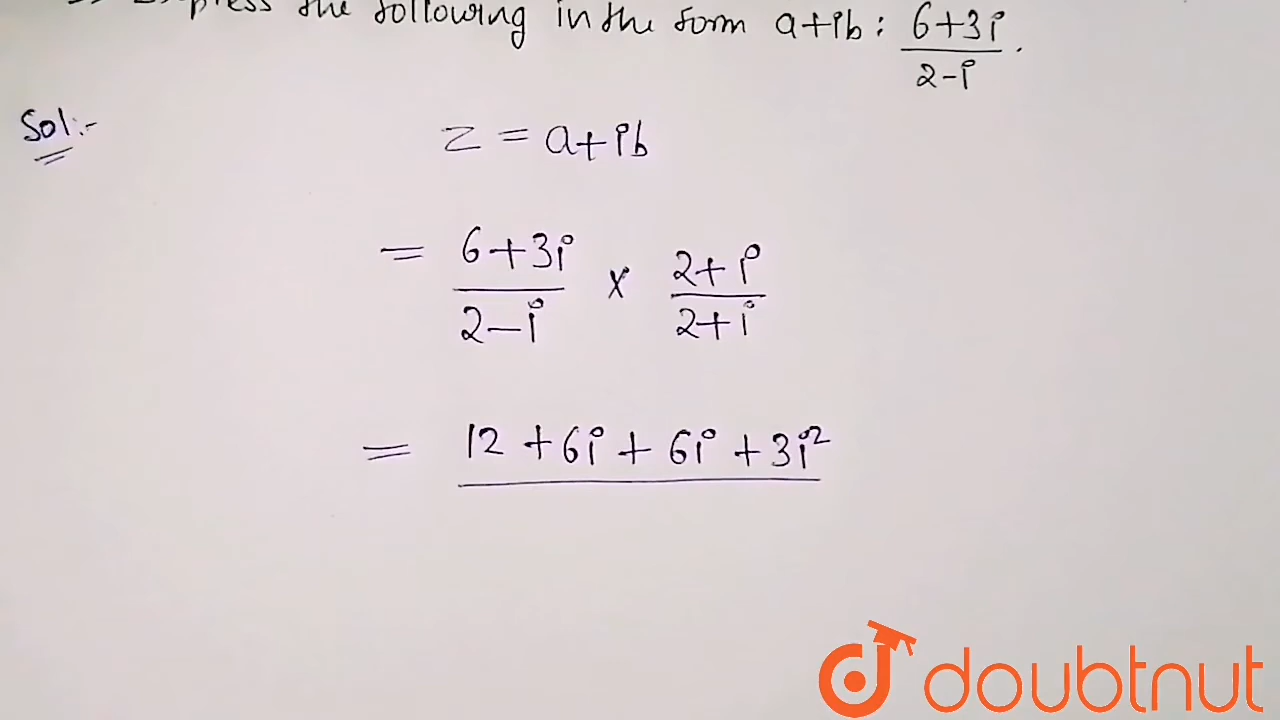 Express the following in the form a+ib : 6+3i / 2-i .
Sol:-
z = a+ib
= 6+3i / 2-i x 2+i / 2+i
= 12 + 6i + 6i + 3i²
doubtnut